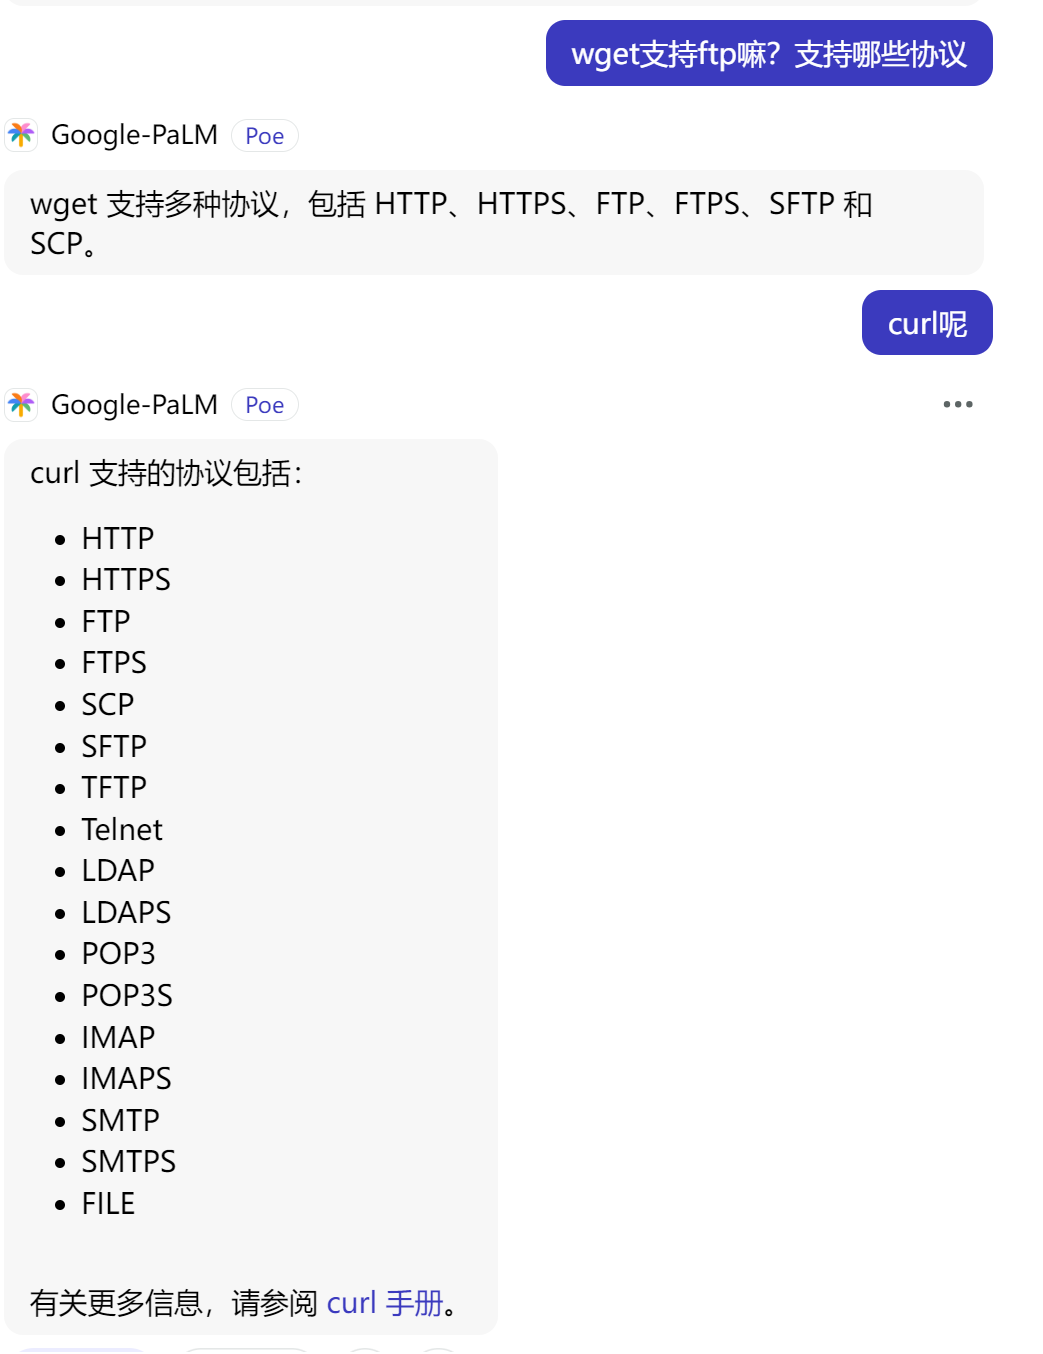 wget支持ftp嘛？支持哪些协议
Google-PaLM Poe
wget 支持多种协议，包括 HTTP、HTTPS、FTP、FTPS、SFTP 和
SCP。
curl呢
Google-PaLM Poe
curl 支持的协议包括：
• HTTP
• HTTPS
• FTP
• FTPS
• SCP
• SFTP
• TFTP
• Telnet
• LDAP
• LDAPS
• POP3
• POP3S
• IMAP
• IMAPS
• SMTP
• SMTPS
• FILE
有关更多信息，请参阅 curl 手册。